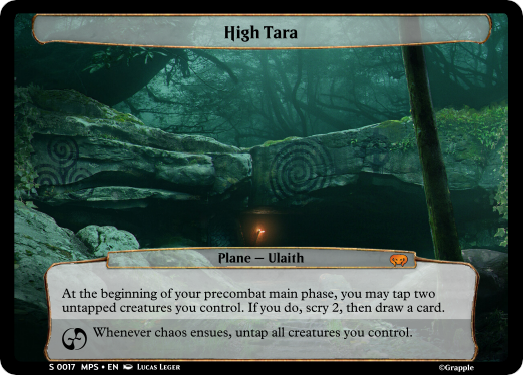 High Tara
Plane — Ulaith
At the beginning of your precombat main phase, you may tap two
untapped creatures you control. If you do, scry 2, then draw a card.
Whenever chaos ensues, untap all creatures you control.
S 0017 MPS • EN Lucas Leger
©Grapple